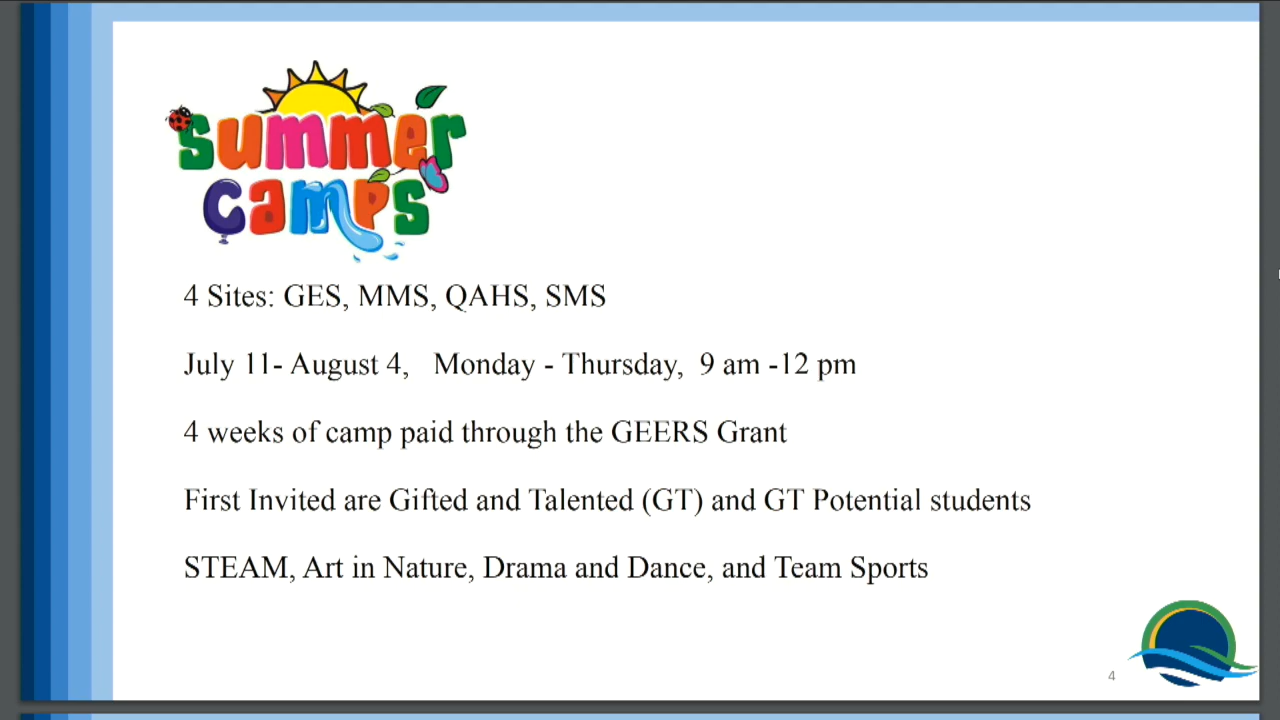 summer
camps
4 Sites: GES, MMS, QAHS, SMS
July 11- August 4, Monday - Thursday, 9 am -12 pm
4 weeks of camp paid through the GEERS Grant
First Invited are Gifted and Talented (GT) and GT Potential students
STEAM, Art in Nature, Drama and Dance, and Team Sports
4